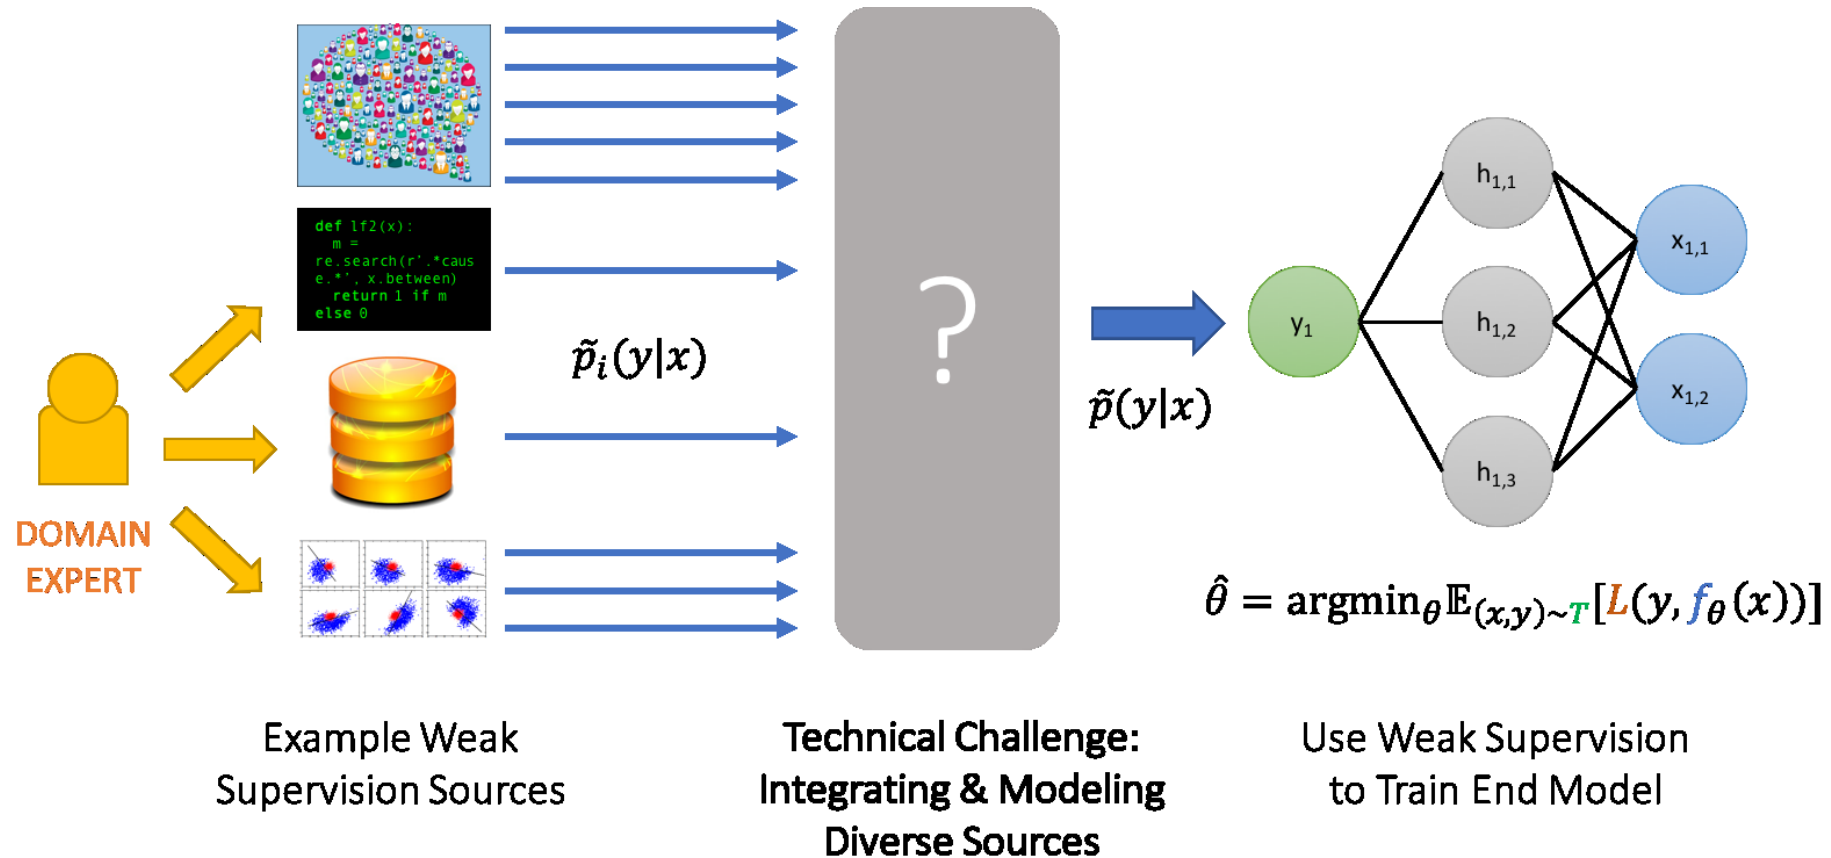 def lf2(x):
m =
re.search(r'.*caus
e.*', x.between)
return 1 if m
else 0
DOMAIN
EXPERT
p̃ᵢ(y|x)
?
p̃(y|x)
y₁
h₁,₁
h₁,₂
h₁,₃
x₁,₁
x₁,₂
θ̂ = argmin_θ 𝔼_(x,y)~T [L(y, f_θ(x))]
Example Weak
Supervision Sources
Technical Challenge:
Integrating & Modeling
Diverse Sources
Use Weak Supervision
to Train End Model